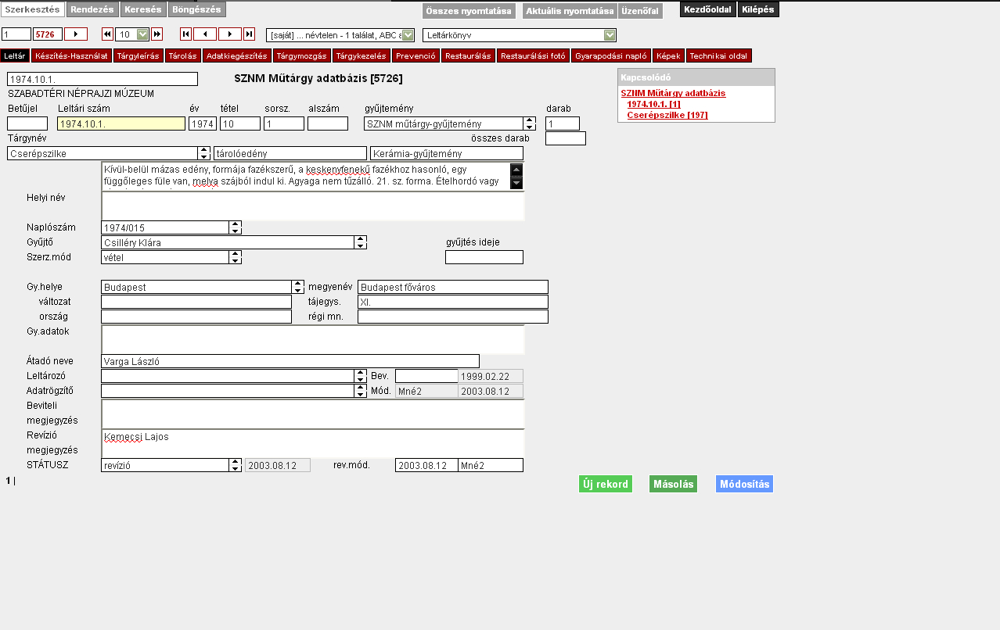 Szerkesztés Rendezés Keresés Böngészés Összes nyomtatása Aktuális nyomtatása Üzenőfal Kezdőoldal Kilépés
1 5726 10 [saját] ... névtelen - 1 találat, ABC a Leltárkönyv
Leltár Készítés-Használat Tárgyleírás Tárolás Adatkiegészítés Tárgymozgás Tárgykezelés Prevenció Restaurálás Restaurálási fotó Gyarapodási napló Képek Technikai oldal
1974.10.1. SZNM Műtárgy adatbázis [5726]
SZABADTÉRI NÉPRAJZI MÚZEUM
Betűjel Leltári szám év tétel sorsz. alszám gyűjtemény darab
1974.10.1. 1974 10 1 SZNM műtárgy-gyűjtemény 1
Tárgynév összes darab
Cserépszilke tárolóedény Kerámia-gyűjtemény
Kívül-belül mázas edény, formája fazékszerű, a keskenyfenekű fazékhoz hasonló, egy
függőleges füle van, melya szájból indul ki. Agyaga nem tűzálló. 21. sz. forma. Ételhordó vagy
Helyi név
Naplószám 1974/015
Gyűjtő Csilléry Klára gyűjtés ideje
Szerz.mód vétel
Gy.helye Budapest megyenév Budapest főváros
változat tájegys. XI.
ország régi mn.
Gy.adatok
Átadó neve Varga László
Leltározó Bev. 1999.02.22
Adatrögzítő Mód. Mné2 2003.08.12
Beviteli
megjegyzés
Revízió Kemecsi Lajos
megjegyzés
STÁTUSZ revízió 2003.08.12 rev.mód. 2003.08.12 Mné2
1 |
Új rekord Másolás Módosítás
Kapcsolódó
SZNM Műtárgy adatbázis
1974.10.1. [1]
Cserépszilke [197]